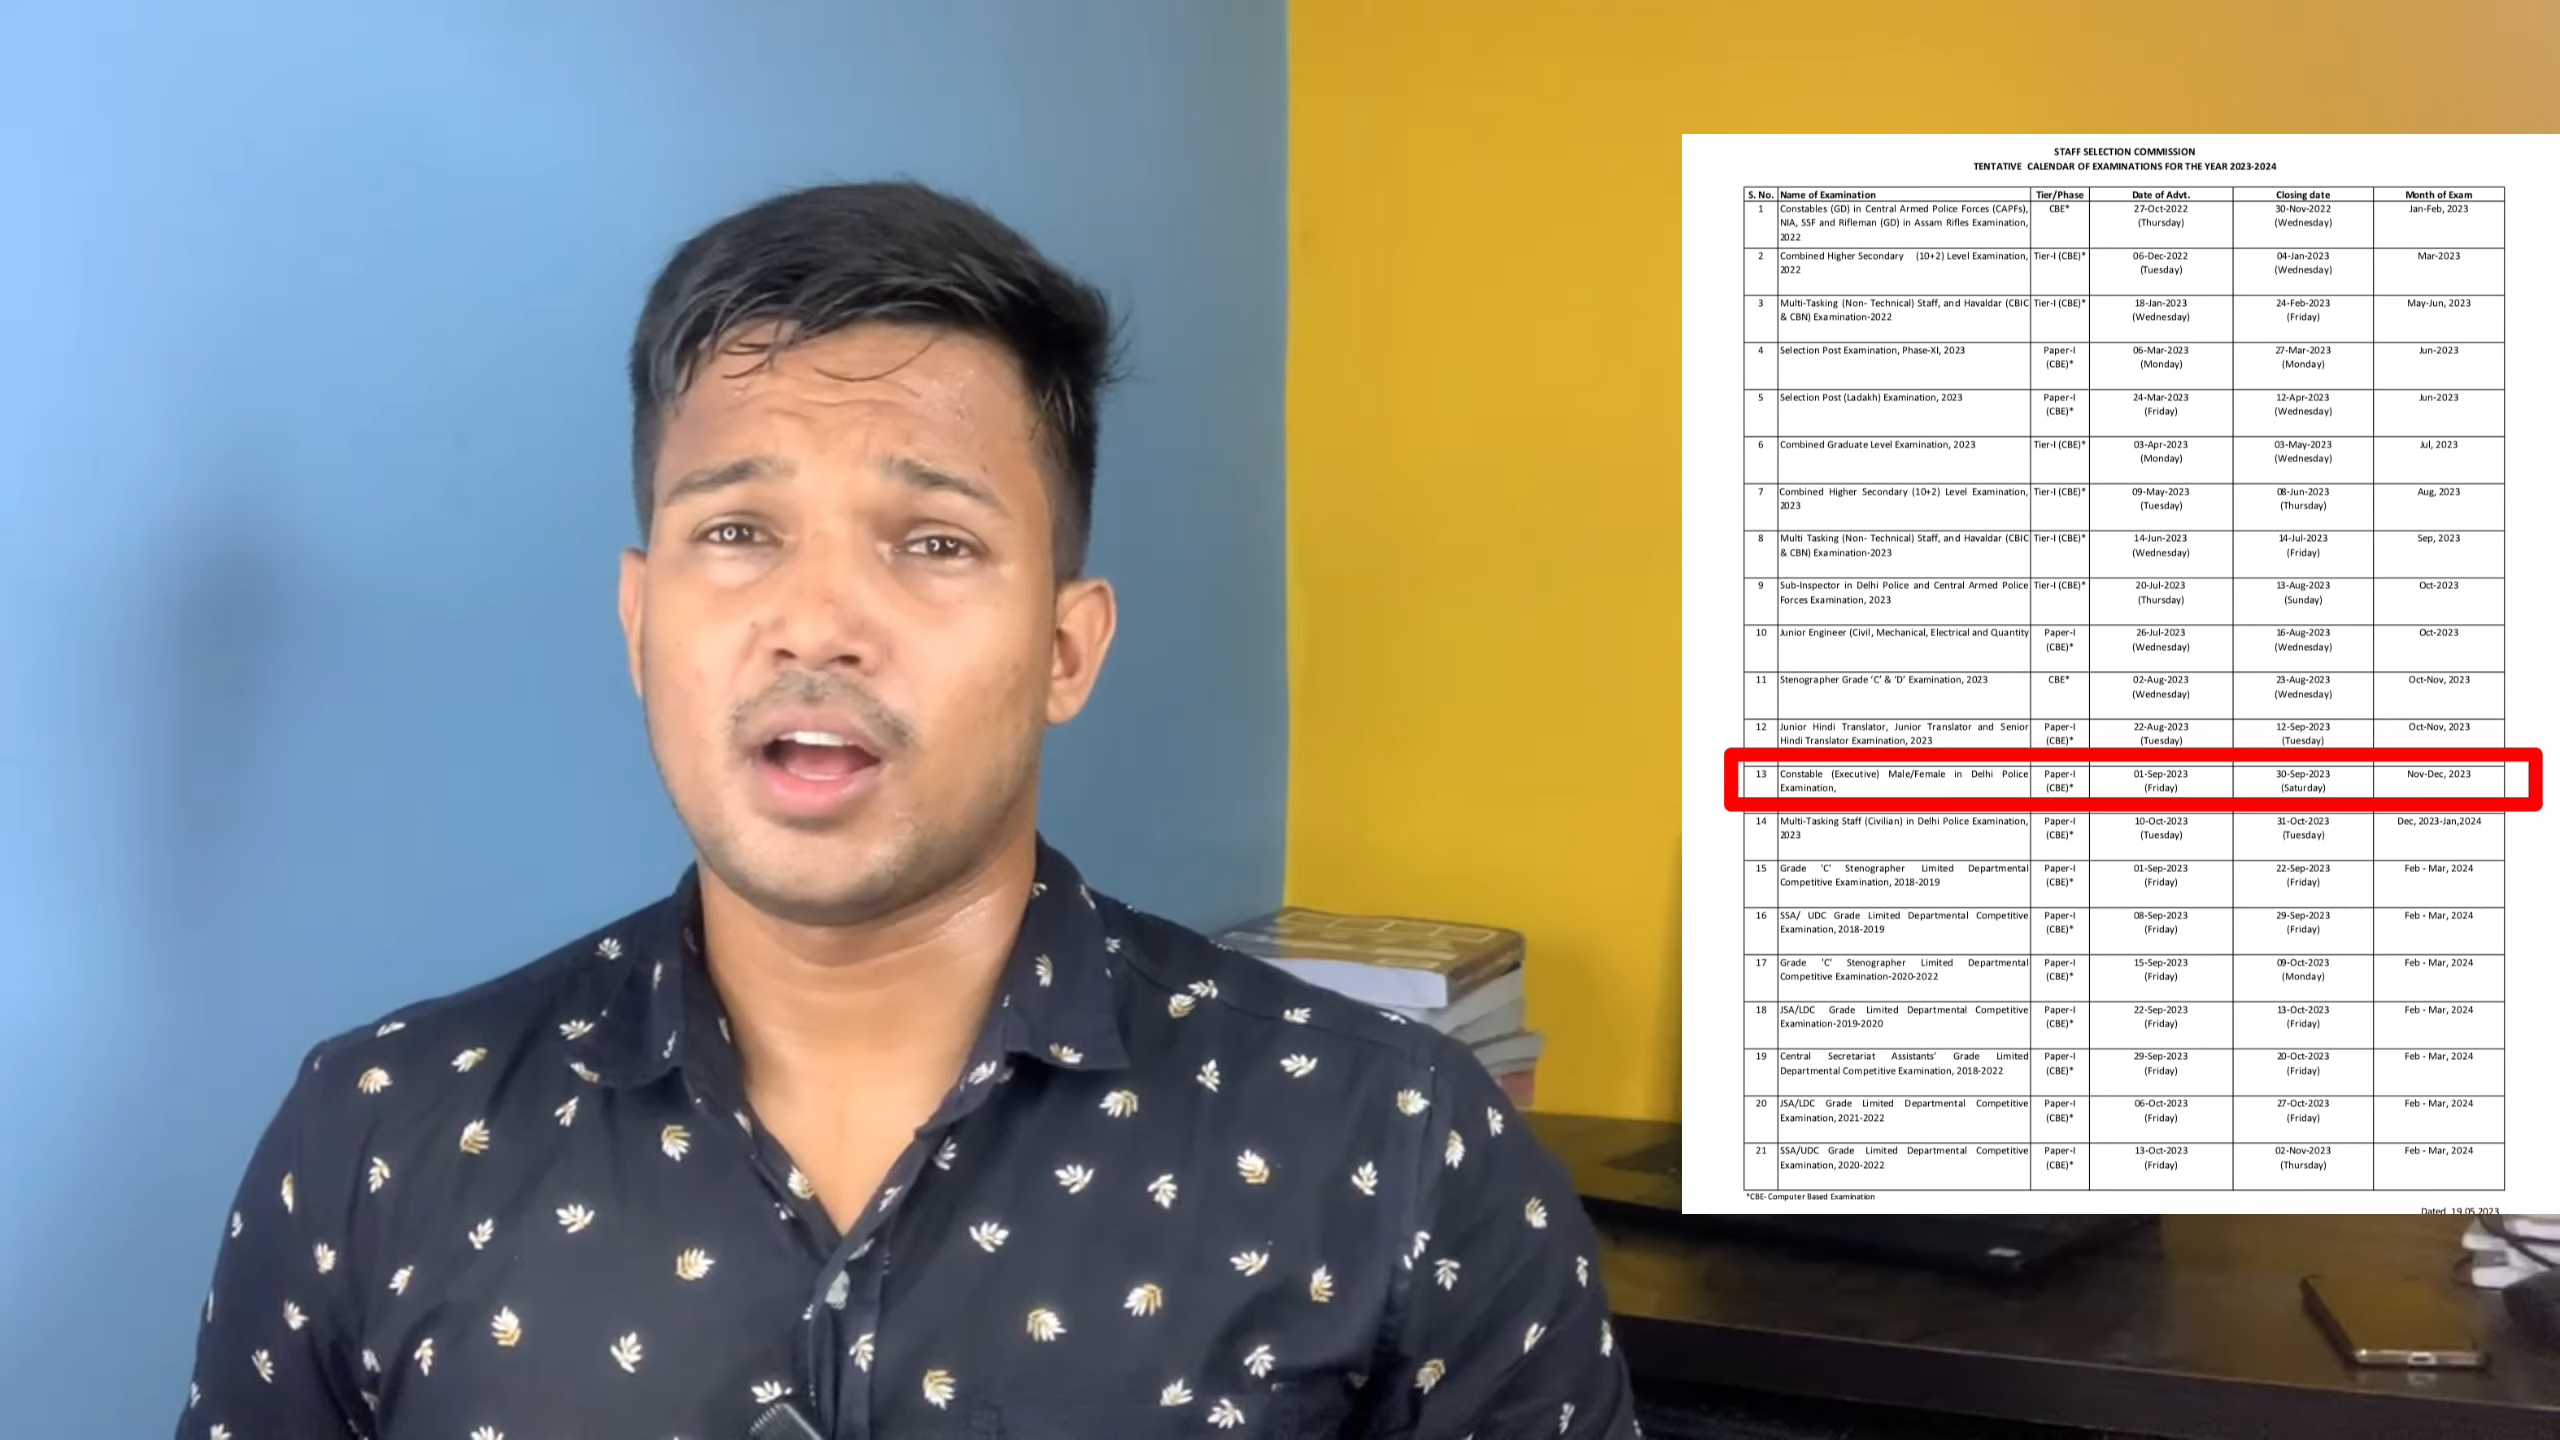 STAFF SELECTION COMMISSION
TENTATIVE CALENDAR OF EXAMINATIONS FOR THE YEAR 2023-2024
S. No. Name of Examination Tier/Phase Date of Advt. Closing date Month of Exam
1 Constables (GD) in Central Armed Police Forces (CAPFs), CBE* 27-Oct-2022 30-Nov-2022 Jan-Feb, 2023
NIA, SSF and Rifleman (GD) in Assam Rifles Examination, (Thursday) (Wednesday)
2022
2 Combined Higher Secondary (10+2) Level Examination, Tier-I (CBE)* 06-Dec-2022 04-Jan-2023 Mar-2023
2022 (Tuesday) (Wednesday)
3 Multi-Tasking (Non- Technical) Staff, and Havaldar (CBIC Tier-I (CBE)* 18-Jan-2023 24-Feb-2023 May-Jun, 2023
& CBN) Examination-2022 (Wednesday) (Friday)
4 Selection Post Examination, Phase-XI, 2023 Paper-I 06-Mar-2023 27-Mar-2023 Jun-2023
(CBE)* (Monday) (Monday)
5 Selection Post (Ladakh) Examination, 2023 Paper-I 24-Mar-2023 12-Apr-2023 Jun-2023
(CBE)* (Friday) (Wednesday)
6 Combined Graduate Level Examination, 2023 Tier-I (CBE)* 03-Apr-2023 03-May-2023 Jul, 2023
(Monday) (Wednesday)
7 Combined Higher Secondary (10+2) Level Examination, Tier-I (CBE)* 09-May-2023 08-Jun-2023 Aug, 2023
2023 (Tuesday) (Thursday)
8 Multi Tasking (Non- Technical) Staff, and Havaldar (CBIC Tier-I (CBE)* 14-Jun-2023 14-Jul-2023 Sep, 2023
& CBN) Examination-2023 (Wednesday) (Friday)
9 Sub-Inspector in Delhi Police and Central Armed Police Tier-I (CBE)* 20-Jul-2023 13-Aug-2023 Oct-2023
Forces Examination, 2023 (Thursday) (Sunday)
10 Junior Engineer (Civil, Mechanical, Electrical and Quantity Paper-I 26-Jul-2023 16-Aug-2023 Oct-2023
(CBE)* (Wednesday) (Wednesday)
11 Stenographer Grade ‘C’ & ‘D’ Examination, 2023 CBE* 02-Aug-2023 23-Aug-2023 Oct-Nov, 2023
(Wednesday) (Wednesday)
12 Junior Hindi Translator, Junior Translator and Senior Paper-I 22-Aug-2023 12-Sep-2023 Oct-Nov, 2023
Hindi Translator Examination, 2023 (CBE)* (Tuesday) (Tuesday)
13 Constable (Executive) Male/Female in Delhi Police Paper-I 01-Sep-2023 30-Sep-2023 Nov-Dec, 2023
Examination, (CBE)* (Friday) (Saturday)
14 Multi-Tasking Staff (Civilian) in Delhi Police Examination, Paper-I 10-Oct-2023 31-Oct-2023 Dec, 2023-Jan,2024
2023 (CBE)* (Tuesday) (Tuesday)
15 Grade 'C' Stenographer Limited Departmental Paper-I 01-Sep-2023 22-Sep-2023 Feb - Mar, 2024
Competitive Examination, 2018-2019 (CBE)* (Friday) (Friday)
16 SSA/ UDC Grade Limited Departmental Competitive Paper-I 08-Sep-2023 29-Sep-2023 Feb - Mar, 2024
Examination, 2018-2019 (CBE)* (Friday) (Friday)
17 Grade 'C' Stenographer Limited Departmental Paper-I 15-Sep-2023 09-Oct-2023 Feb - Mar, 2024
Competitive Examination-2020-2022 (CBE)* (Friday) (Monday)
18 JSA/LDC Grade Limited Departmental Competitive Paper-I 22-Sep-2023 13-Oct-2023 Feb - Mar, 2024
Examination-2019-2020 (CBE)* (Friday) (Friday)
19 Central Secretariat Assistants’ Grade Limited Paper-I 29-Sep-2023 20-Oct-2023 Feb - Mar, 2024
Departmental Competitive Examination, 2018-2022 (CBE)* (Friday) (Friday)
20 JSA/LDC Grade Limited Departmental Competitive Paper-I 06-Oct-2023 27-Oct-2023 Feb - Mar, 2024
Examination, 2021-2022 (CBE)* (Friday) (Friday)
21 SSA/UDC Grade Limited Departmental Competitive Paper-I 13-Oct-2023 02-Nov-2023 Feb - Mar, 2024
Examination, 2020-2022 (CBE)* (Friday) (Thursday)
*CBE- Computer Based Examination
Dated 19.05.2023